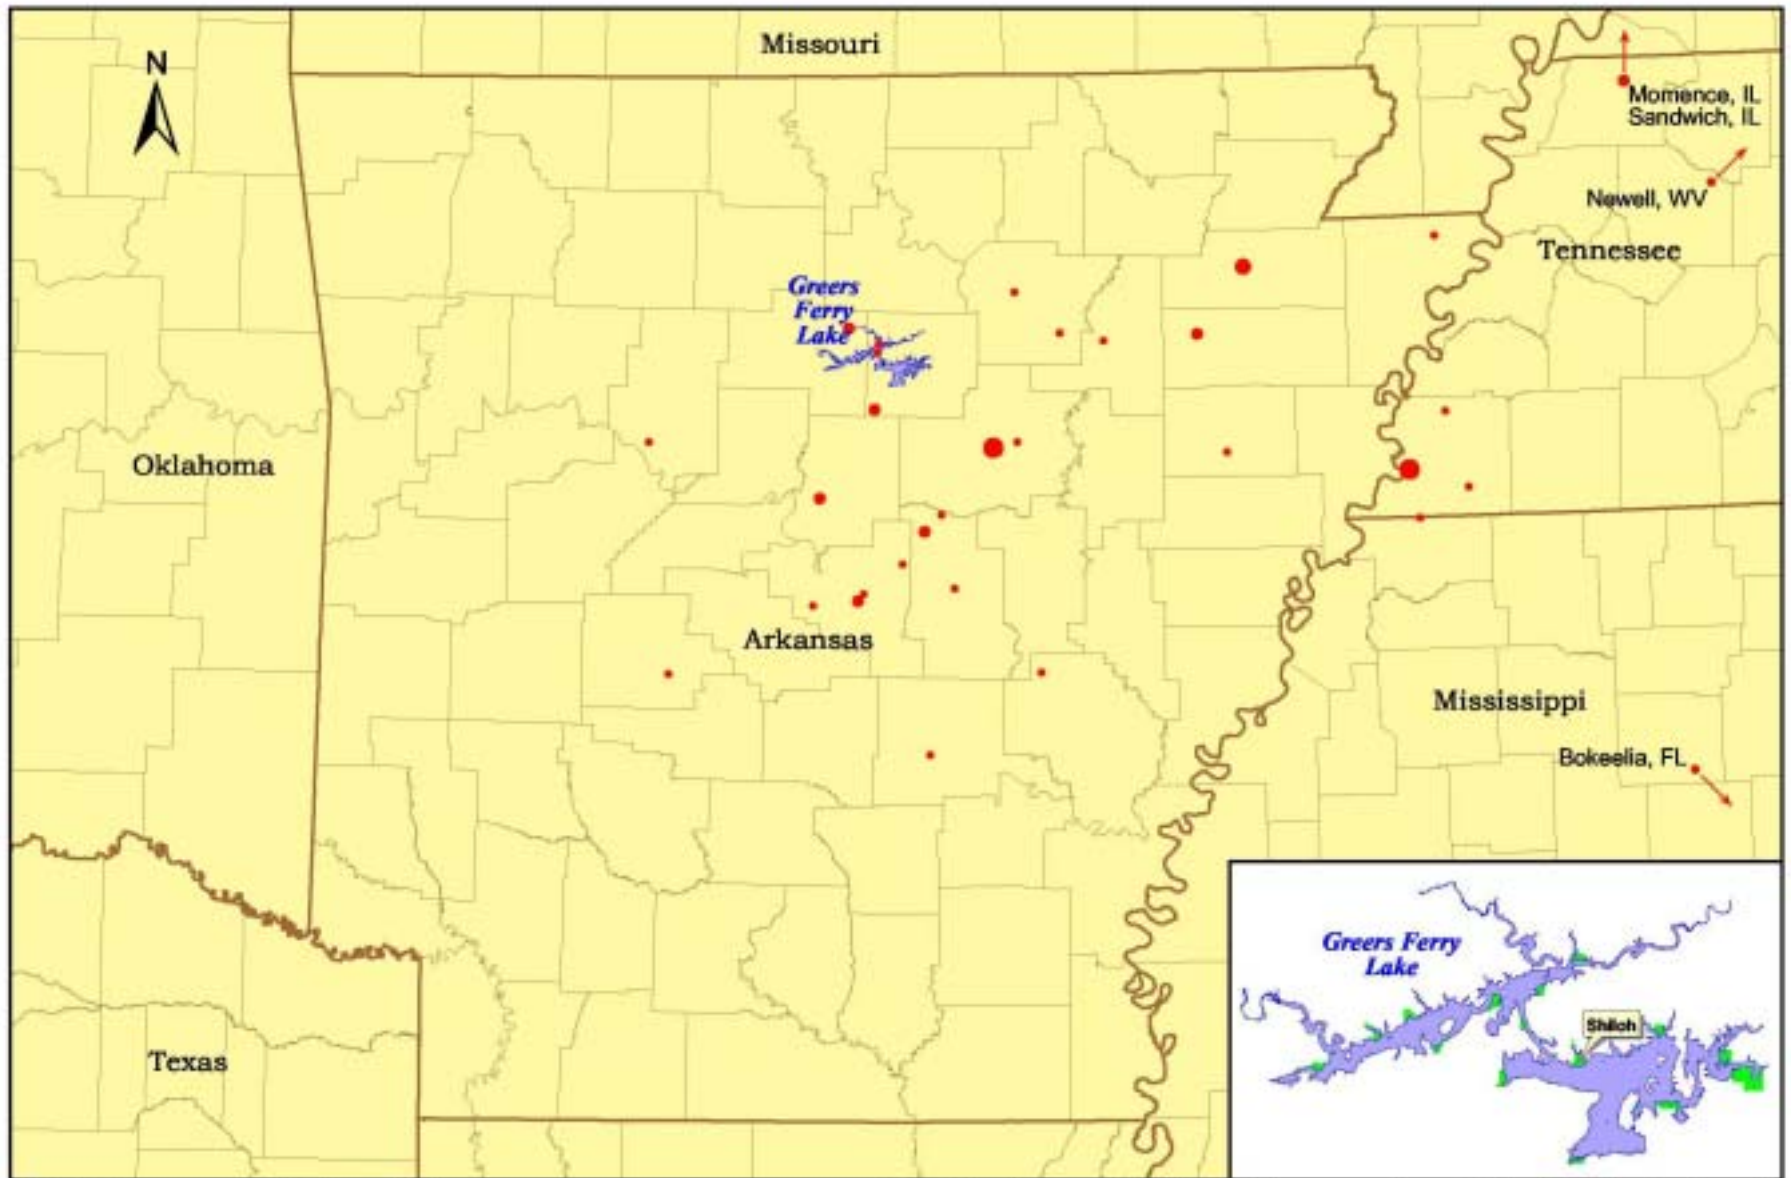 Missouri
N
Momence, IL
Sandwich, IL
Newell, WV
Tennessee
Greers
Ferry
Lake
Oklahoma
Arkansas
Mississippi
Bokeelia, FL
Greers Ferry
Lake
Shiloh
Texas